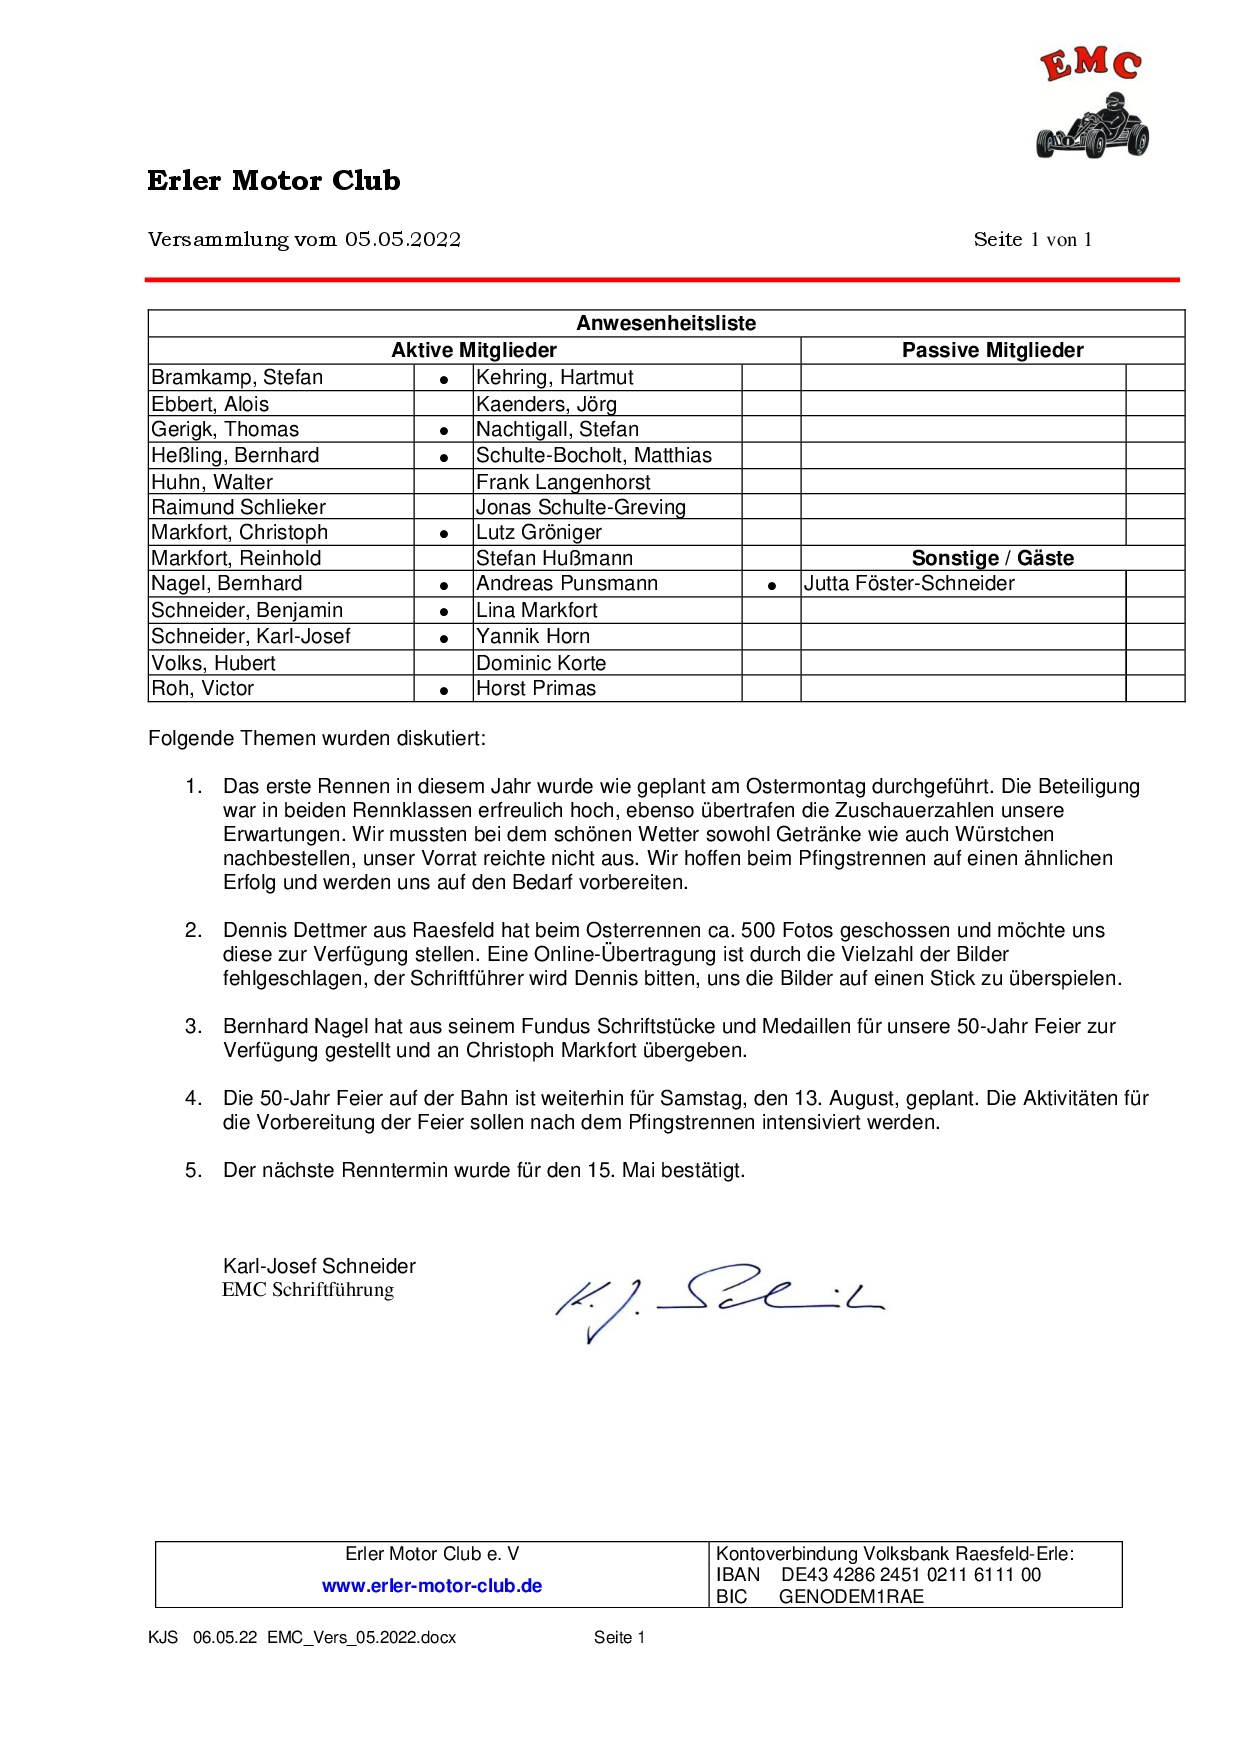 EMC
Erler Motor Club
Versammlung vom 05.05.2022 Seite 1 von 1
Anwesenheitsliste
Aktive Mitglieder Passive Mitglieder
Bramkamp, Stefan • Kehring, Hartmut
Ebbert, Alois Kaenders, Jörg
Gerigk, Thomas • Nachtigall, Stefan
Heßling, Bernhard • Schulte-Bocholt, Matthias
Huhn, Walter Frank Langenhorst
Raimund Schlieker Jonas Schulte-Greving
Markfort, Christoph • Lutz Gröniger
Markfort, Reinhold Stefan Hußmann Sonstige / Gäste
Nagel, Bernhard • Andreas Punsmann • Jutta Föster-Schneider
Schneider, Benjamin • Lina Markfort
Schneider, Karl-Josef • Yannik Horn
Volks, Hubert Dominic Korte
Roh, Victor • Horst Primas
Folgende Themen wurden diskutiert:
1. Das erste Rennen in diesem Jahr wurde wie geplant am Ostermontag durchgeführt. Die Beteiligung
war in beiden Rennklassen erfreulich hoch, ebenso übertrafen die Zuschauerzahlen unsere
Erwartungen. Wir mussten bei dem schönen Wetter sowohl Getränke wie auch Würstchen
nachbestellen, unser Vorrat reichte nicht aus. Wir hoffen beim Pfingstrennen auf einen ähnlichen
Erfolg und werden uns auf den Bedarf vorbereiten.
2. Dennis Dettmer aus Raesfeld hat beim Osterrennen ca. 500 Fotos geschossen und möchte uns
diese zur Verfügung stellen. Eine Online-Übertragung ist durch die Vielzahl der Bilder
fehlgeschlagen, der Schriftführer wird Dennis bitten, uns die Bilder auf einen Stick zu überspielen.
3. Bernhard Nagel hat aus seinem Fundus Schriftstücke und Medaillen für unsere 50-Jahr Feier zur
Verfügung gestellt und an Christoph Markfort übergeben.
4. Die 50-Jahr Feier auf der Bahn ist weiterhin für Samstag, den 13. August, geplant. Die Aktivitäten für
die Vorbereitung der Feier sollen nach dem Pfingstrennen intensiviert werden.
5. Der nächste Renntermin wurde für den 15. Mai bestätigt.
Karl-Josef Schneider
EMC Schriftführung
K. J. Schneider
Erler Motor Club e. V
www.erler-motor-club.de
Kontoverbindung Volksbank Raesfeld-Erle:
IBAN DE43 4286 2451 0211 6111 00
BIC GENODEM1RAE
KJS 06.05.22 EMC_Vers_05.2022.docx Seite 1